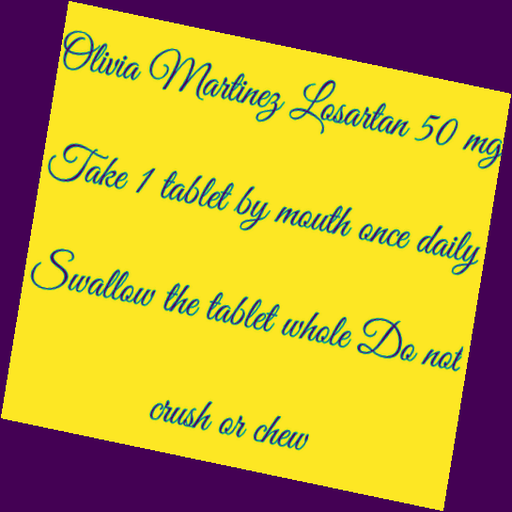 Olivia Martinez Losartan 50 mg
Take 1 tablet by mouth once daily
Swallow the tablet whole Do not
crush or chew